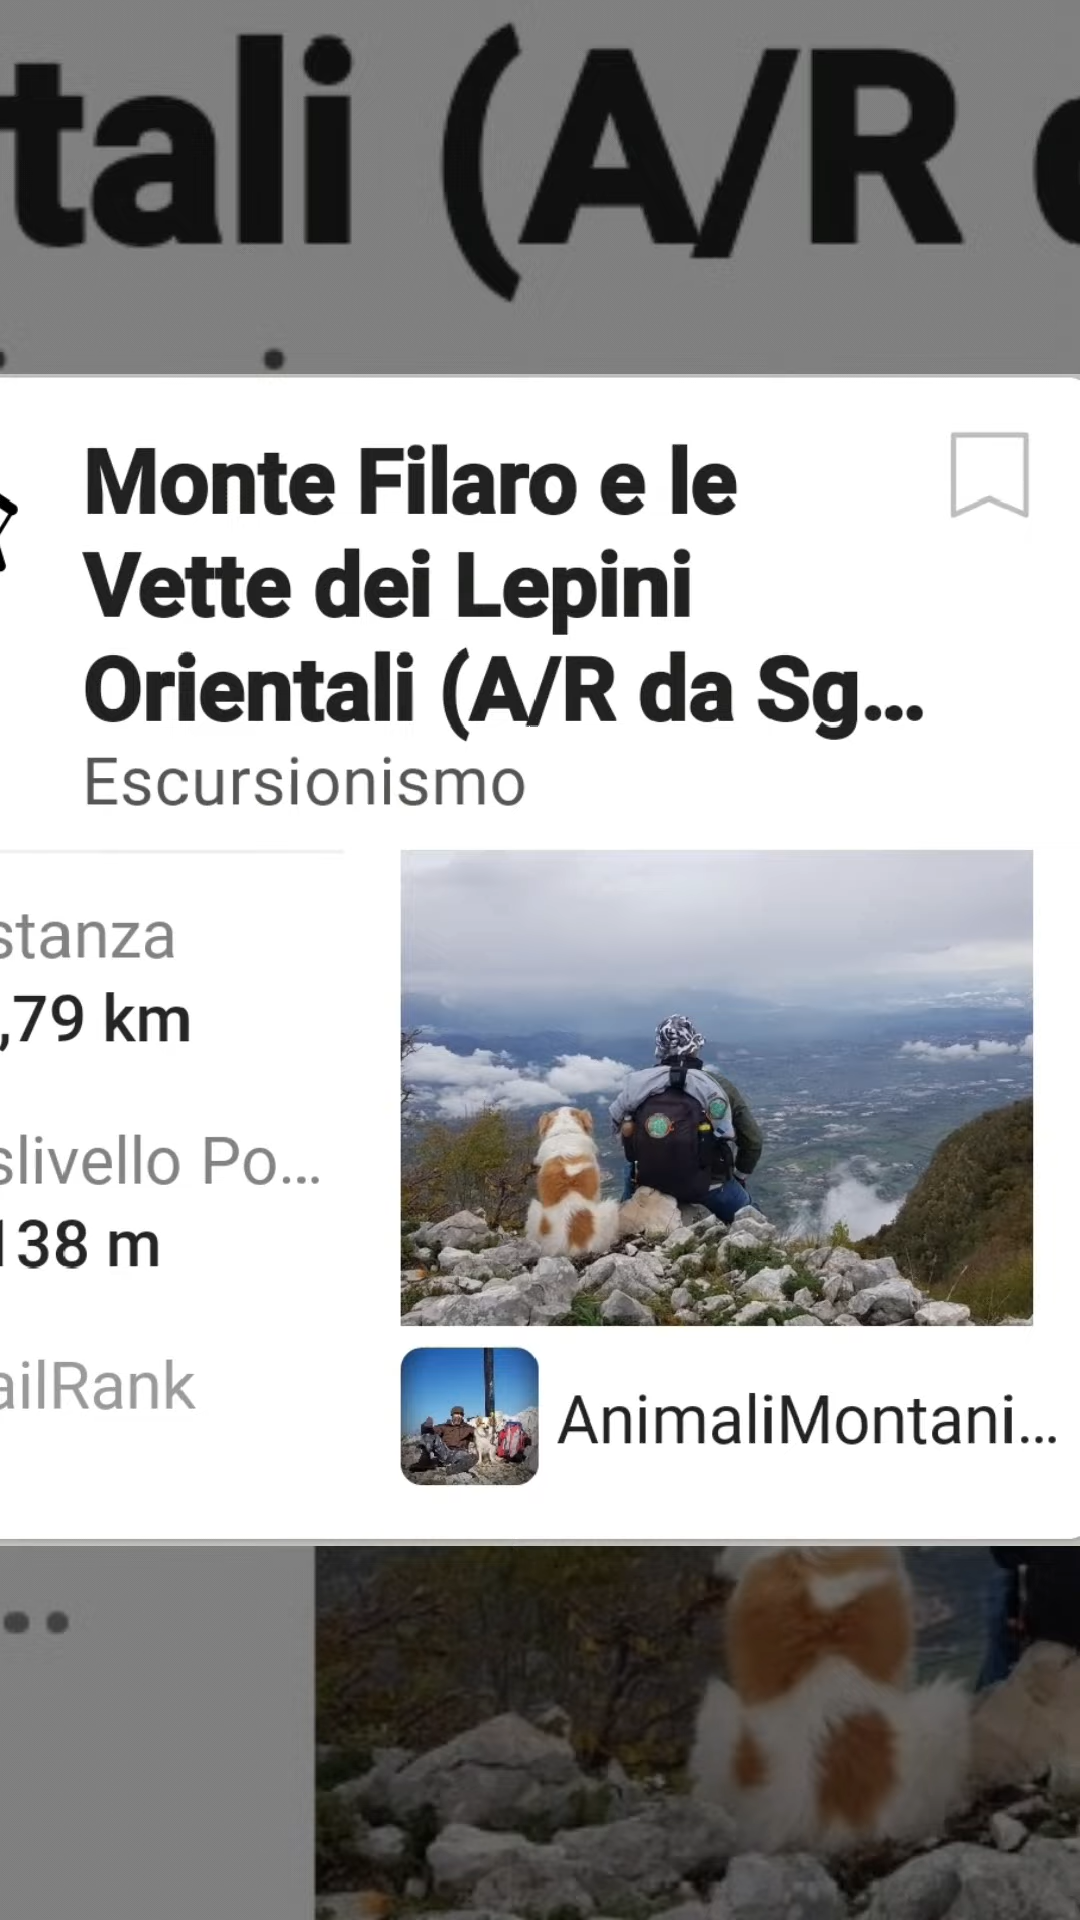 tali (A/R
Monte Filaro e le
Vette dei Lepini
Orientali (A/R da Sg...
Escursionismo
stanza
,79 km
slivello Po...
138 m
ailRank
AnimaliMontani...